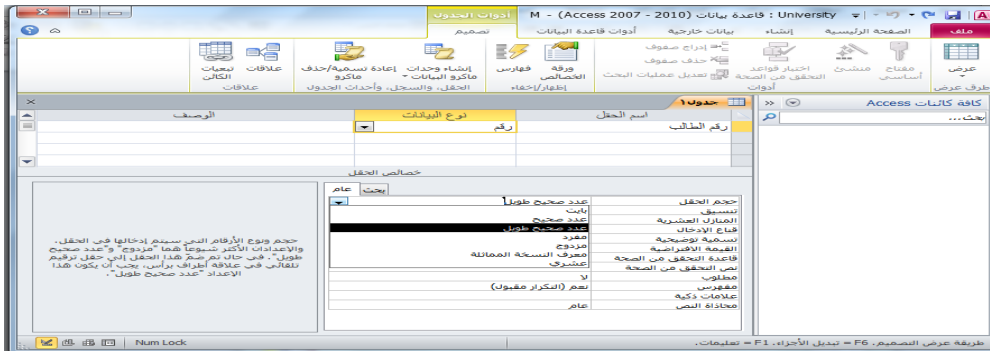 University : قاعدة بيانات (Access 2007 - 2010) - M
أدوات الجدول
ملف
الصفحة الرئيسية
إنشاء
بيانات خارجية
أدوات قاعدة البيانات
تصميم
عرض
مفتاح أساسي
منشئ
اختبار قواعد التحقق من الصحة
إدراج صفوف
حذف صفوف
تعديل عمليات البحث
ورقة الخصائص
فهارس
إنشاء وحدات ماكرو البيانات
إعادة تسمية/حذف ماكرو
علاقات
تبعيات الكائن
طرق عرض
أدوات
إظهار/إخفاء
الحقل، والسجل، وأحداث الجدول
علاقات
كافة كائنات Access
بحث...
جدول١
اسم الحقل
نوع البيانات
الوصف
رقم الطالب
رقم
خصائص الحقل
عام
بحث
حجم الحقل
عدد صحيح طويل
تنسيق
بايت
المنازل العشرية
عدد صحيح
قناع الإدخال
عدد صحيح طويل
تسمية توضيحية
مفرد
القيمة الافتراضية
مزدوج
قاعدة التحقق من الصحة
معرف النسخة المماثلة
نص التحقق من الصحة
عشري
مطلوب
لا
مفهرس
نعم (التكرار مقبول)
علامات ذكية
محاذاة النص
عام
حجم ونوع الأرقام التي سيتم إدخالها في الحقل.
والإعدادات الأكثر شيوعاً هما "مزدوج" و"عدد صحيح
طويل". في حال تم ضم هذا الحقل إلى حقل ترقيم
تلقائي في علاقة أطراف برأس، يجب أن يكون هذا
الإعداد "عدد صحيح طويل".
طريقة عرض التصميم. F6 = تبديل الأجزاء. F1 = تعليمات.
Num Lock